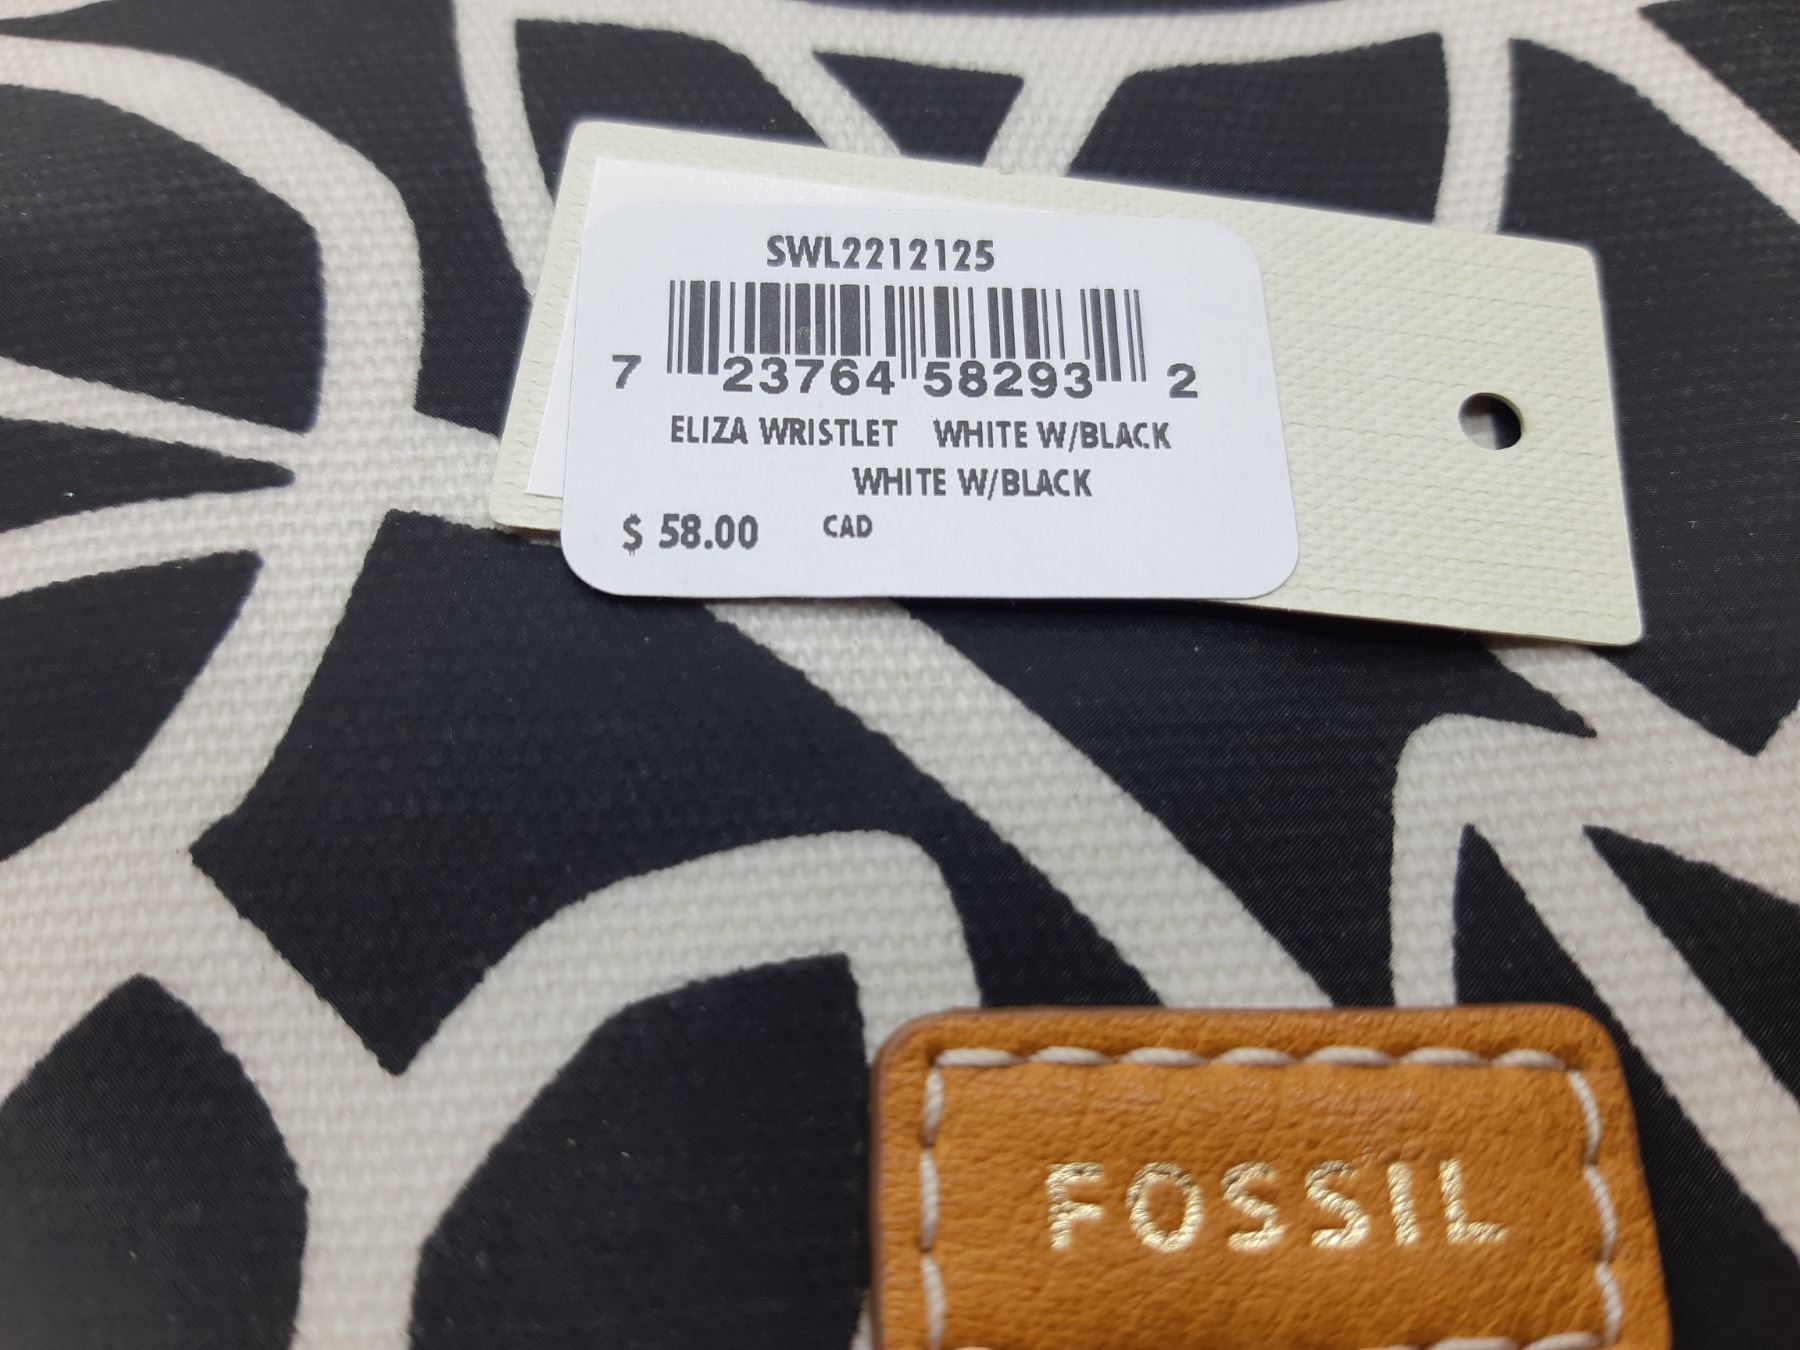 SWL2212125
7 23764 58293 2
ELIZA WRISTLET WHITE W/BLACK
WHITE W/BLACK
$ 58.00 CAD
FOSSIL